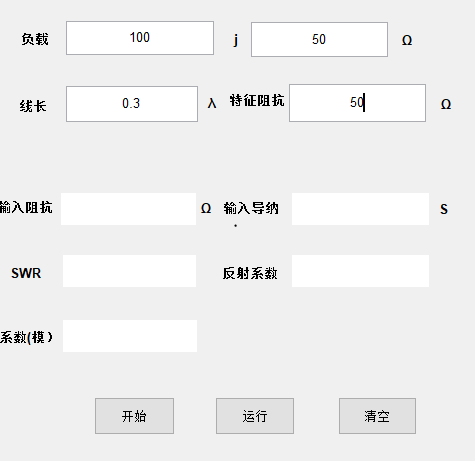 负载 100 j 50 Ω
线长 0.3 λ 特征阻抗 50 Ω
输入阻抗 Ω 输入导纳 S
SWR 反射系数
系数(模)
开始 运行 清空